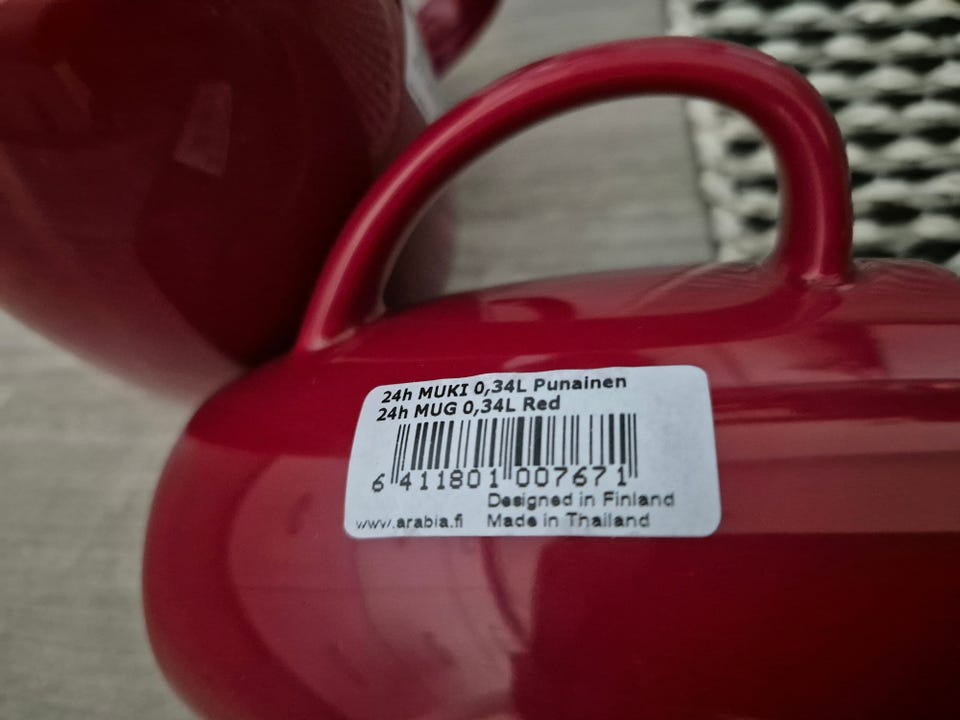 24h MUKI 0,34L Punainen
24h MUG 0,34L Red
6 411801 007671
Designed in Finland
www.arabia.fi Made in Thailand